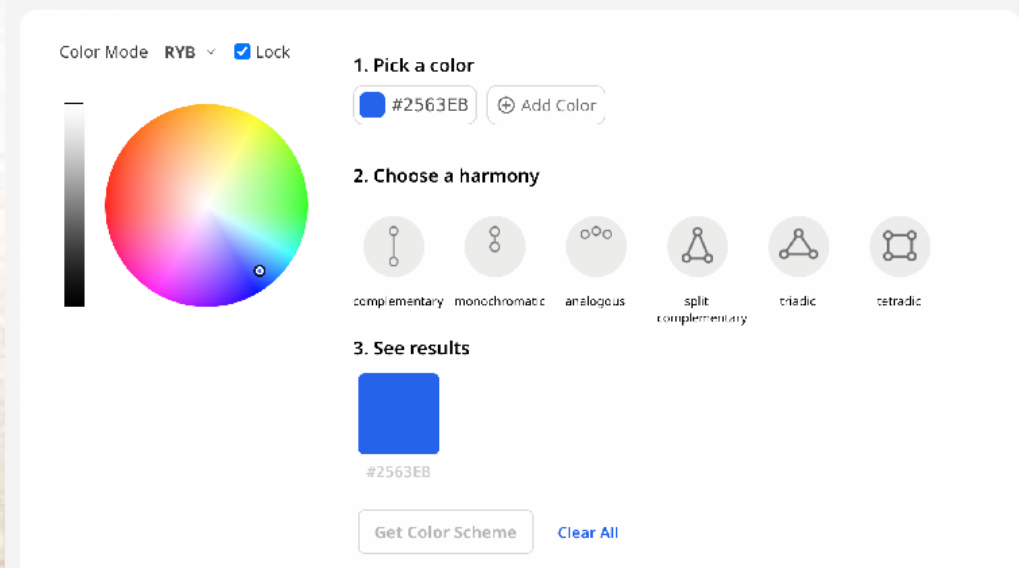 Color Mode RYB Lock
1. Pick a color
#2563EB Add Color
2. Choose a harmony
complementary monochromatic analogous split complementary triadic tetradic
3. See results
#2563EB
Get Color Scheme Clear All